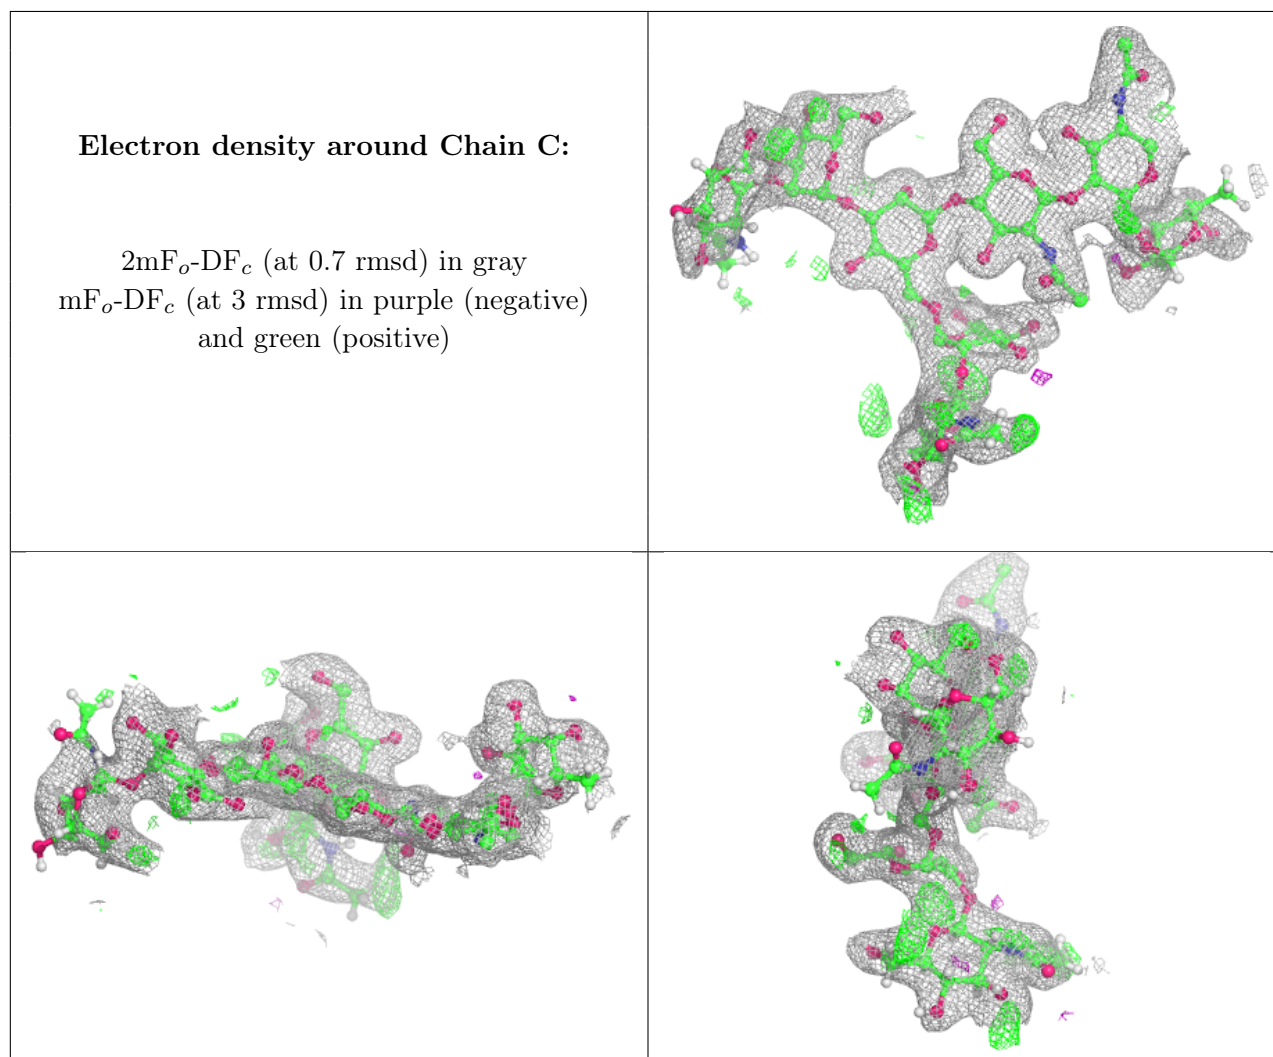 Electron density around Chain C:
2mFₒ-DF𝑐 (at 0.7 rmsd) in gray
mFₒ-DF𝑐 (at 3 rmsd) in purple (negative)
and green (positive)